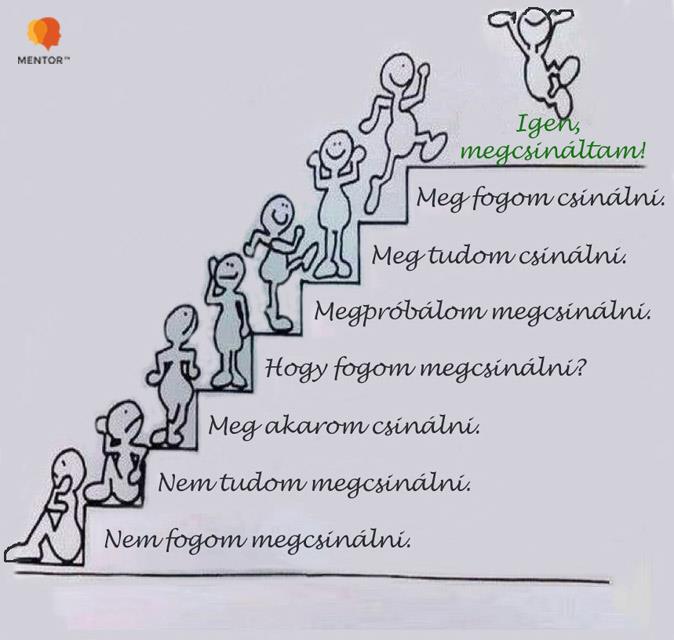 MENTOR™
Igen,
megcsináltam!
Meg fogom csinálni.
Meg tudom csinálni.
Megpróbálom megcsinálni.
Hogy fogom megcsinálni?
Meg akarom csinálni.
Nem tudom megcsinálni.
Nem fogom megcsinálni.